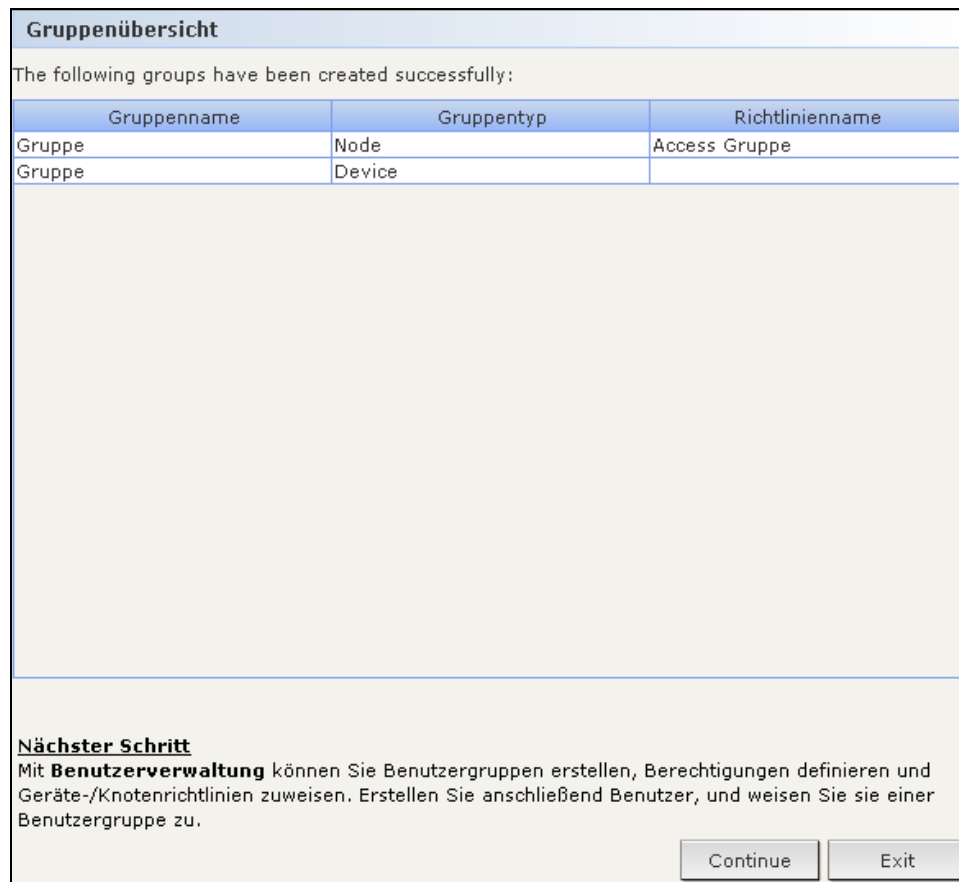 Gruppenübersicht
The following groups have been created successfully:
Gruppenname Gruppentyp Richtlinienname
Gruppe Node Access Gruppe
Gruppe Device
Nächster Schritt
Mit Benutzerverwaltung können Sie Benutzergruppen erstellen, Berechtigungen definieren und
Geräte-/Knotenrichtlinien zuweisen. Erstellen Sie anschließend Benutzer, und weisen Sie sie einer
Benutzergruppe zu.
Continue Exit